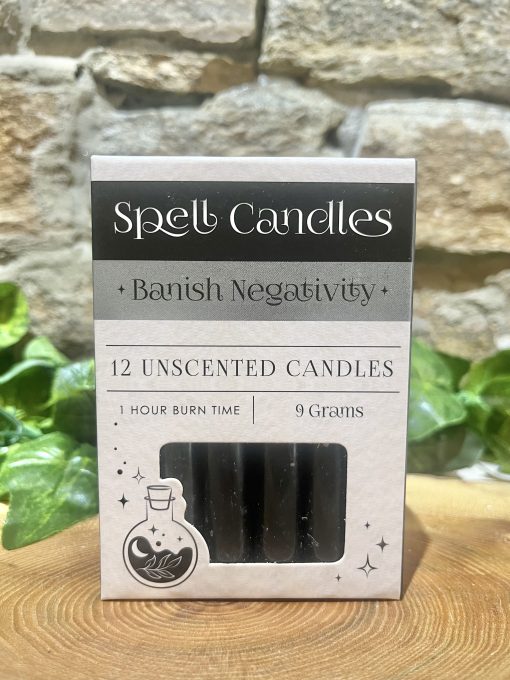 Spell Candles
Banish Negativity
12 UNSCENTED CANDLES
1 HOUR BURN TIME
9 Grams